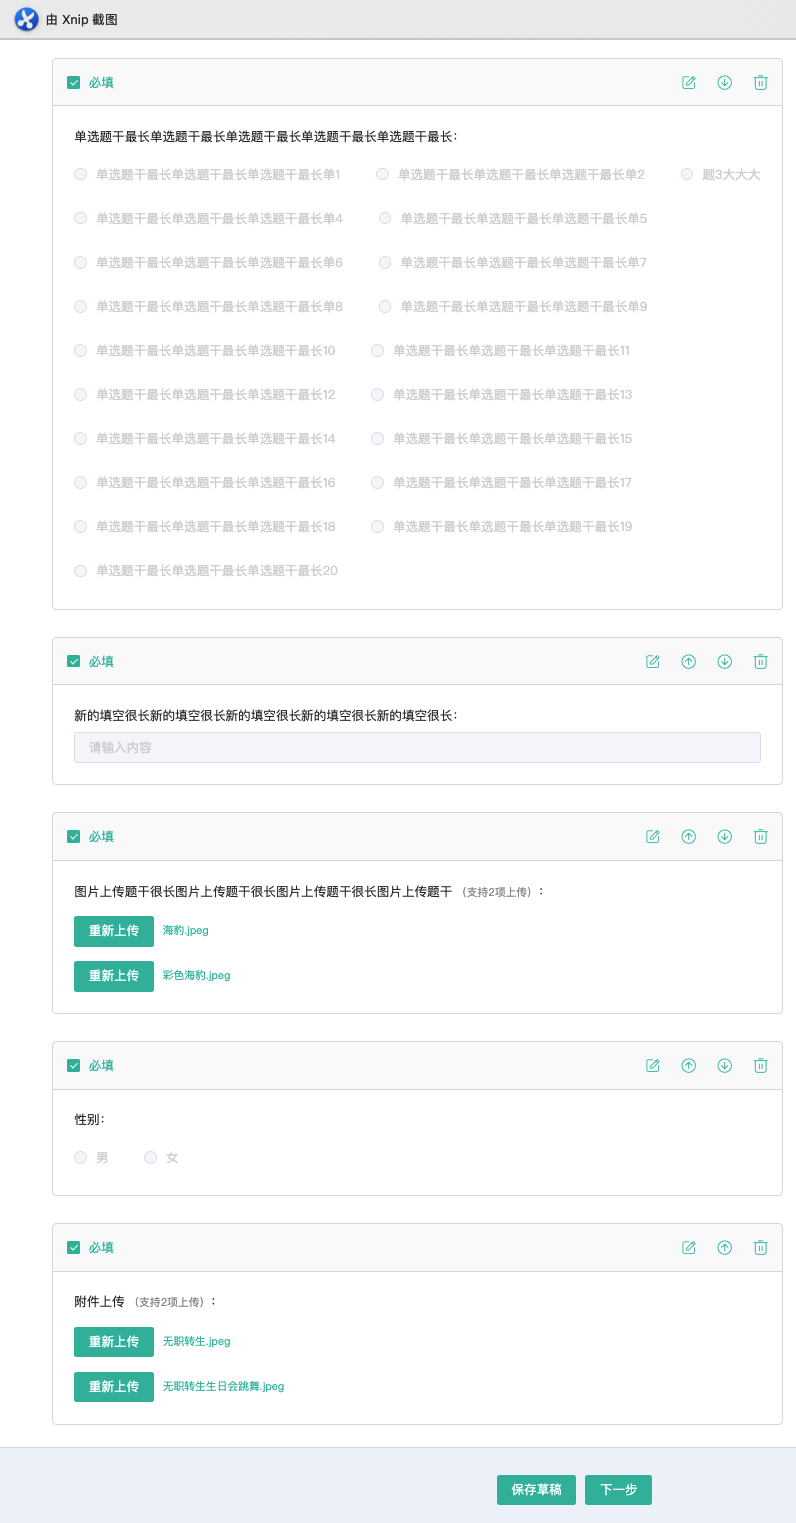 由 Xnip 截图
必填
单选题干最长单选题干最长单选题干最长单选题干最长单选题干最长:
单选题干最长单选题干最长单选题干最长单1 单选题干最长单选题干最长单选题干最长单2 题3大大大
单选题干最长单选题干最长单选题干最长单4 单选题干最长单选题干最长单选题干最长单5
单选题干最长单选题干最长单选题干最长单6 单选题干最长单选题干最长单选题干最长单7
单选题干最长单选题干最长单选题干最长单8 单选题干最长单选题干最长单选题干最长单9
单选题干最长单选题干最长单选题干最长10 单选题干最长单选题干最长单选题干最长11
单选题干最长单选题干最长单选题干最长12 单选题干最长单选题干最长单选题干最长13
单选题干最长单选题干最长单选题干最长14 单选题干最长单选题干最长单选题干最长15
单选题干最长单选题干最长单选题干最长16 单选题干最长单选题干最长单选题干最长17
单选题干最长单选题干最长单选题干最长18 单选题干最长单选题干最长单选题干最长19
单选题干最长单选题干最长单选题干最长20
必填
新的填空很长新的填空很长新的填空很长新的填空很长新的填空很长:
请输入内容
必填
图片上传题干很长图片上传题干很长图片上传题干很长图片上传题干（支持2项上传）:
重新上传 海豹.jpeg
重新上传 彩色海豹.jpeg
必填
性别:
男 女
必填
附件上传（支持2项上传）:
重新上传 无职转生.jpeg
重新上传 无职转生生日会跳舞.jpeg
保存草稿 下一步